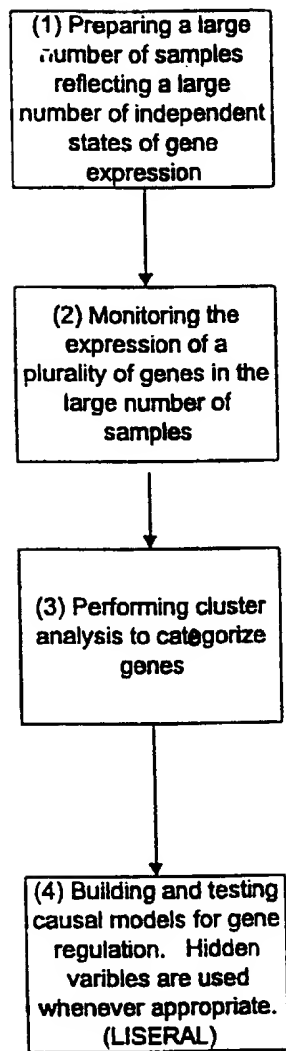 (1) Preparing a large
number of samples
reflecting a large
number of independent
states of gene
expression
(2) Monitoring the
expression of a
plurality of genes in the
large number of
samples
(3) Performing cluster
analysis to categorize
genes
(4) Building and testing
causal models for gene
regulation. Hidden
varibles are used
whenever appropriate.
(LISERAL)